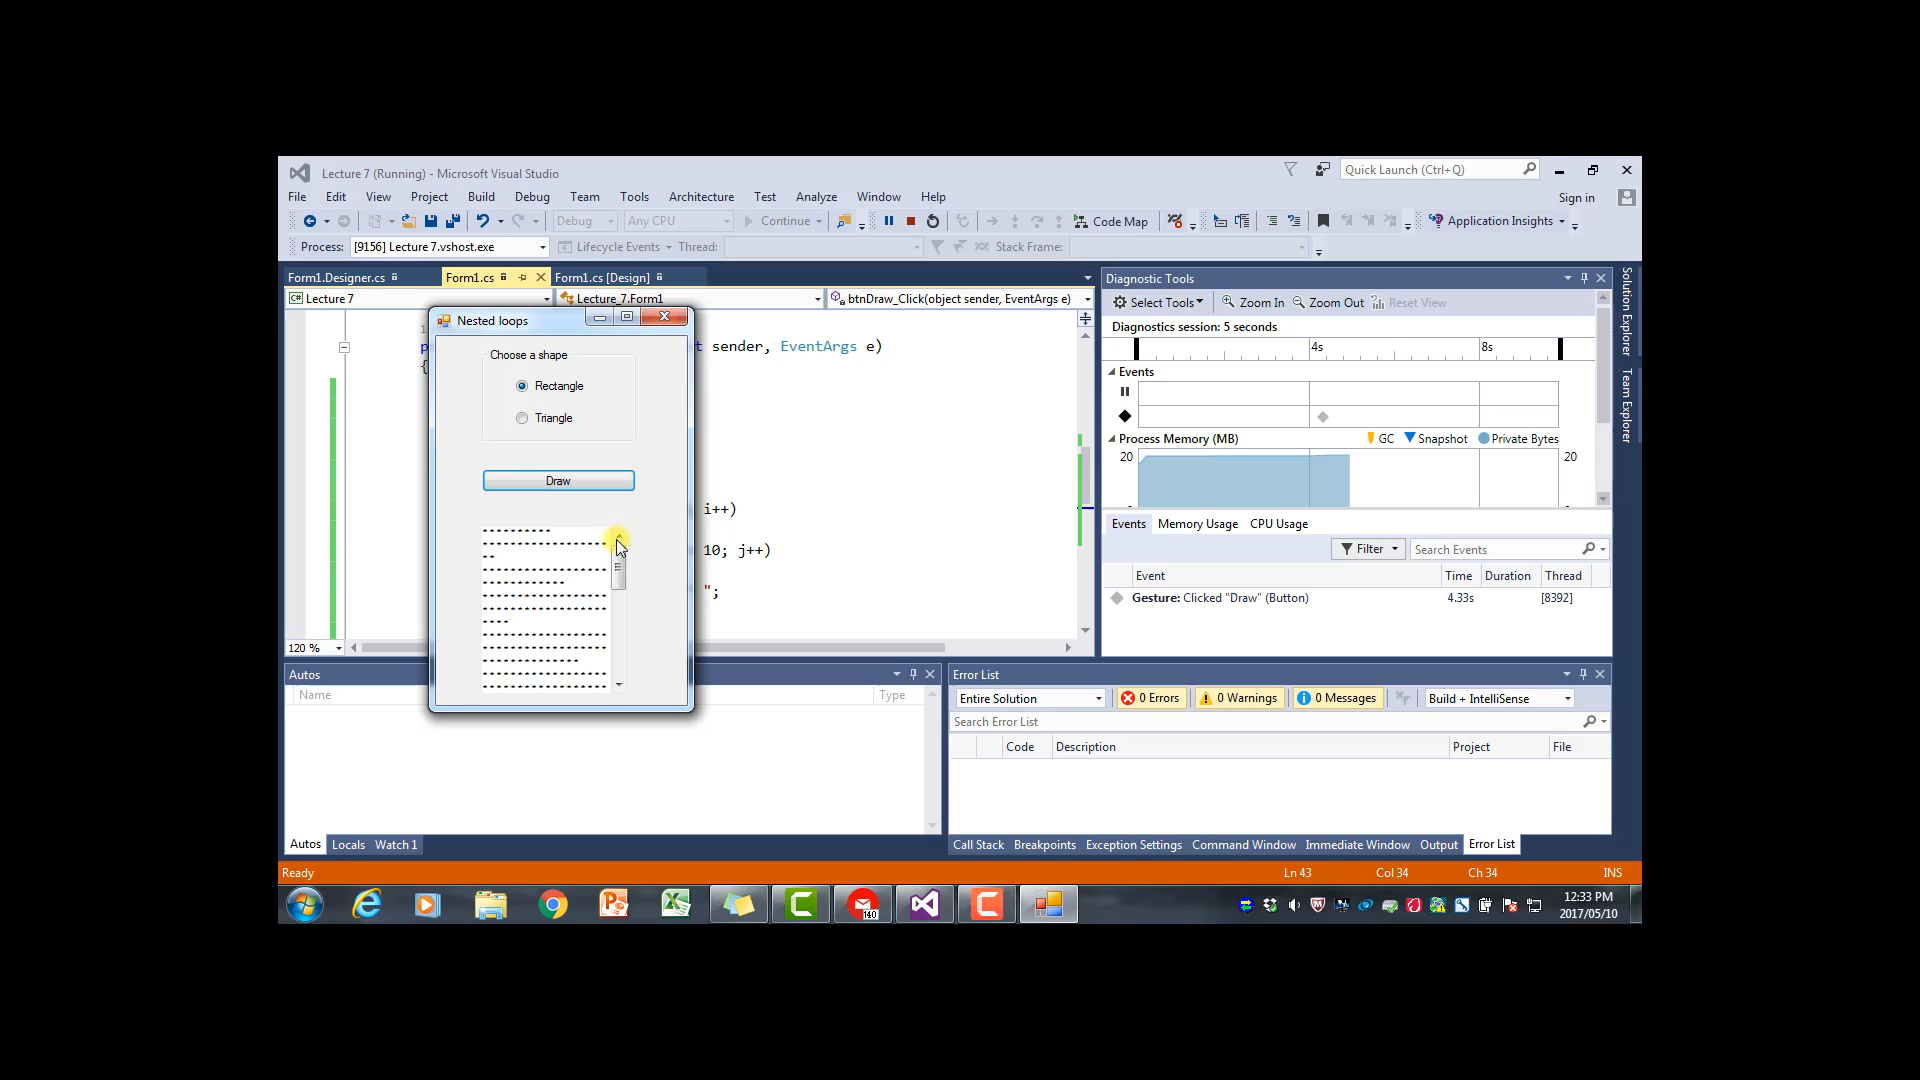 Lecture 7 (Running) - Microsoft Visual Studio
Quick Launch (Ctrl+Q)
File Edit View Project Build Debug Team Tools Architecture Test Analyze Window Help
Sign in
Debug Any CPU Continue Code Map Application Insights
Process: [9156] Lecture 7.vshost.exe Lifecycle Events Thread: Stack Frame:
Form1.Designer.cs Form1.cs Form1.cs [Design]
Lecture 7 Lecture_7.Form1 btnDraw_Click(object sender, EventArgs e)
t sender, EventArgs e)
{
i++)
10; j++)
";
120 %
Nested loops
Choose a shape
Rectangle
Triangle
Draw
**********
******************
**
******************
************
******************
******************
****
******************
******************
**************
******************
******************
Diagnostic Tools
Select Tools Zoom In Zoom Out Reset View
Diagnostics session: 5 seconds
4s 8s
Events
Process Memory (MB) GC Snapshot Private Bytes
20 20
Events Memory Usage CPU Usage
Filter Search Events
Event Time Duration Thread
Gesture: Clicked "Draw" (Button) 4.33s [8392]
Solution Explorer
Team Explorer
Autos
Name Type
Autos Locals Watch 1
Error List
Entire Solution 0 Errors 0 Warnings 0 Messages Build + IntelliSense
Search Error List
Code Description Project File
Call Stack Breakpoints Exception Settings Command Window Immediate Window Output Error List
Ready Ln 43 Col 34 Ch 34 INS
140
12:33 PM
2017/05/10